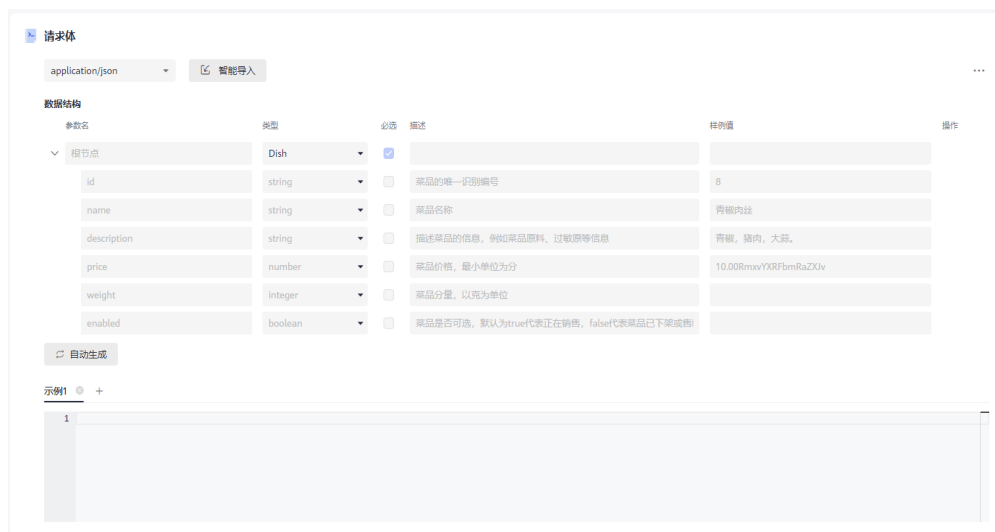 请求体
application/json 智能导入 ...
数据结构
参数名 类型 必选 描述 样例值 操作
根节点 Dish
id string 菜品的唯一识别编号 8
name string 菜品名称 青椒肉丝
description string 描述菜品的信息，例如菜品原料、过敏原等信息 青椒，猪肉，大蒜。
price number 菜品价格，最小单位为分 10.00RmxvYXRFbmRaZXJv
weight integer 菜品分量，以克为单位
enabled boolean 菜品是否可选，默认为true代表正在销售，false代表菜品已下架或售
自动生成
示例1 +
1